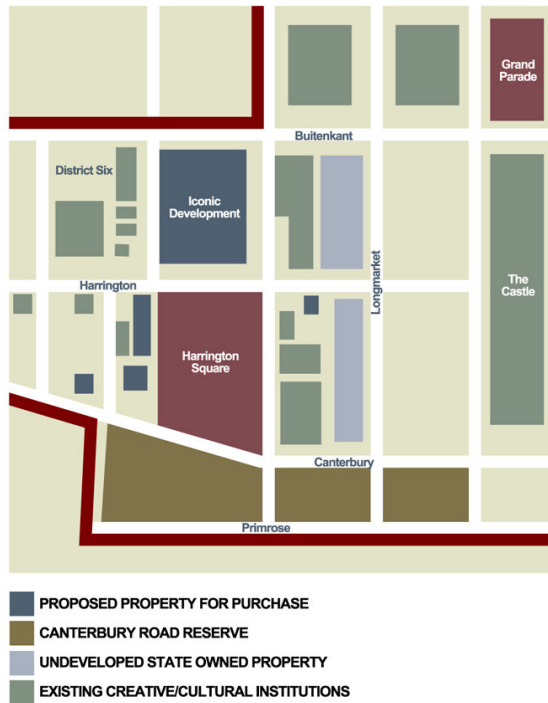 Grand
Parade
Buitenkant
District Six
Iconic
Development
Longmarket
The
Castle
Harrington
Harrington
Square
Canterbury
Primrose
PROPOSED PROPERTY FOR PURCHASE
CANTERBURY ROAD RESERVE
UNDEVELOPED STATE OWNED PROPERTY
EXISTING CREATIVE/CULTURAL INSTITUTIONS